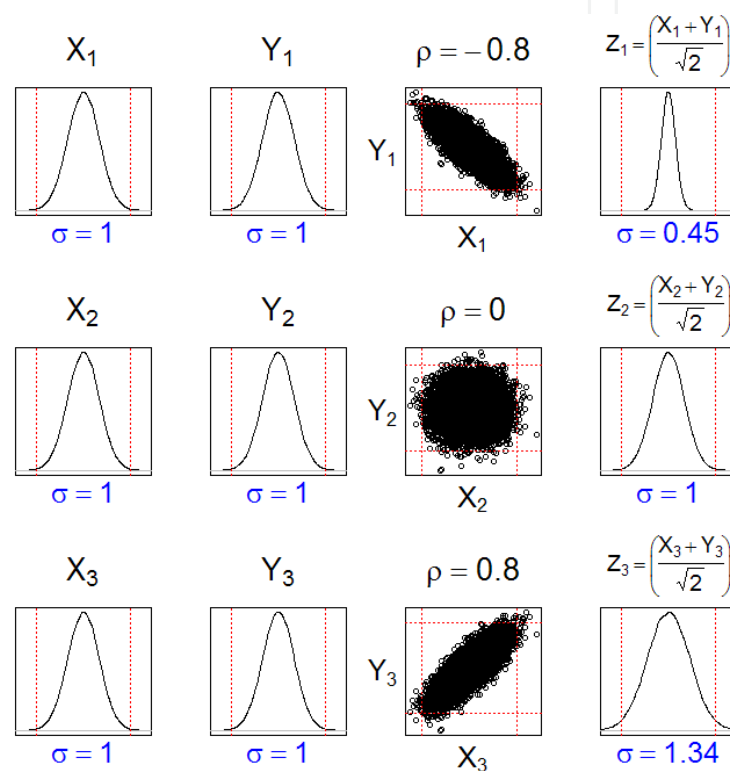 X₁ Y₁ ρ = −0.8 Z₁ = (X₁ + Y₁ / √2)
Y₁
σ = 1 σ = 1 X₁ σ = 0.45
X₂ Y₂ ρ = 0 Z₂ = (X₂ + Y₂ / √2)
Y₂
σ = 1 σ = 1 X₂ σ = 1
X₃ Y₃ ρ = 0.8 Z₃ = (X₃ + Y₃ / √2)
Y₃
σ = 1 σ = 1 X₃ σ = 1.34